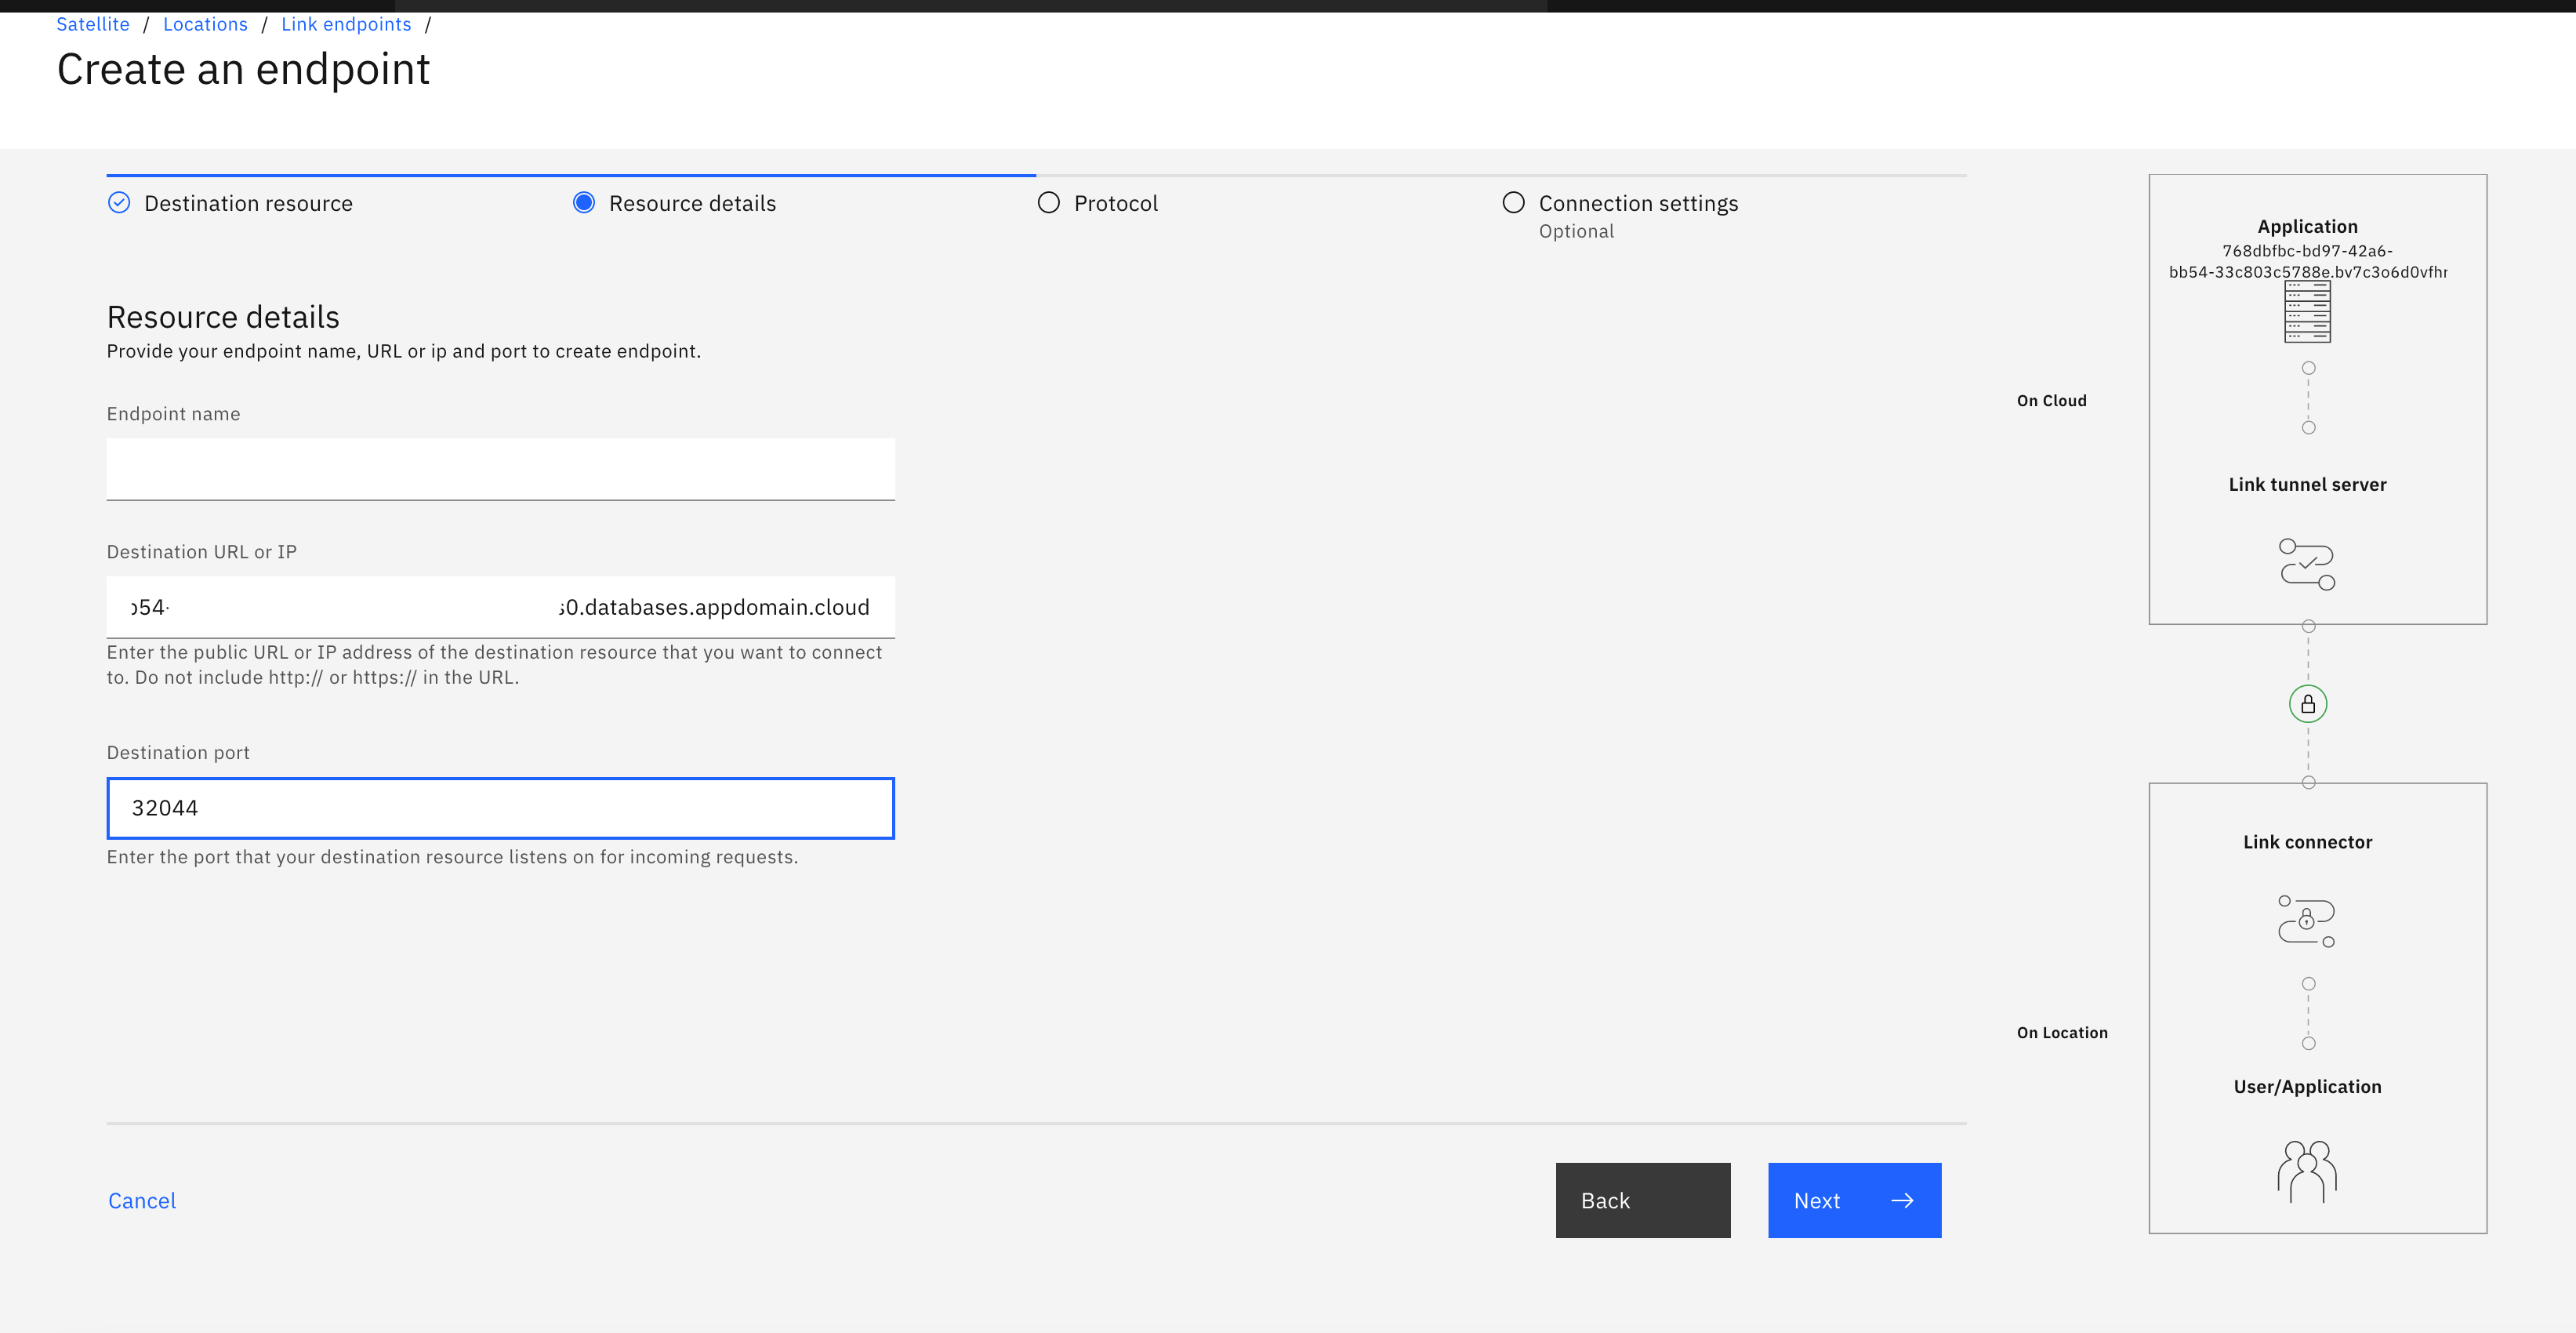 Satellite / Locations / Link endpoints /
Create an endpoint
Destination resource
Resource details
Protocol
Connection settings
Optional
Resource details
Provide your endpoint name, URL or ip and port to create endpoint.
Endpoint name
Destination URL or IP
b54- s0.databases.appdomain.cloud
Enter the public URL or IP address of the destination resource that you want to connect
to. Do not include http:// or https:// in the URL.
Destination port
32044
Enter the port that your destination resource listens on for incoming requests.
Cancel
Back
Next
On Cloud
Application
768dbfbc-bd97-42a6-
bb54-33c803c5788e.bv7c3o6d0vfhr
Link tunnel server
On Location
Link connector
User/Application